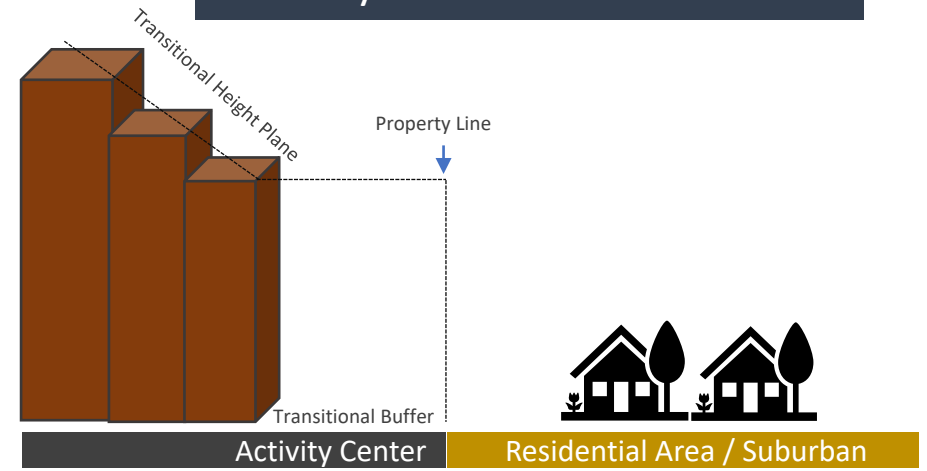 Transitional Height Plane
Property Line
Transitional Buffer
Activity Center
Residential Area / Suburban